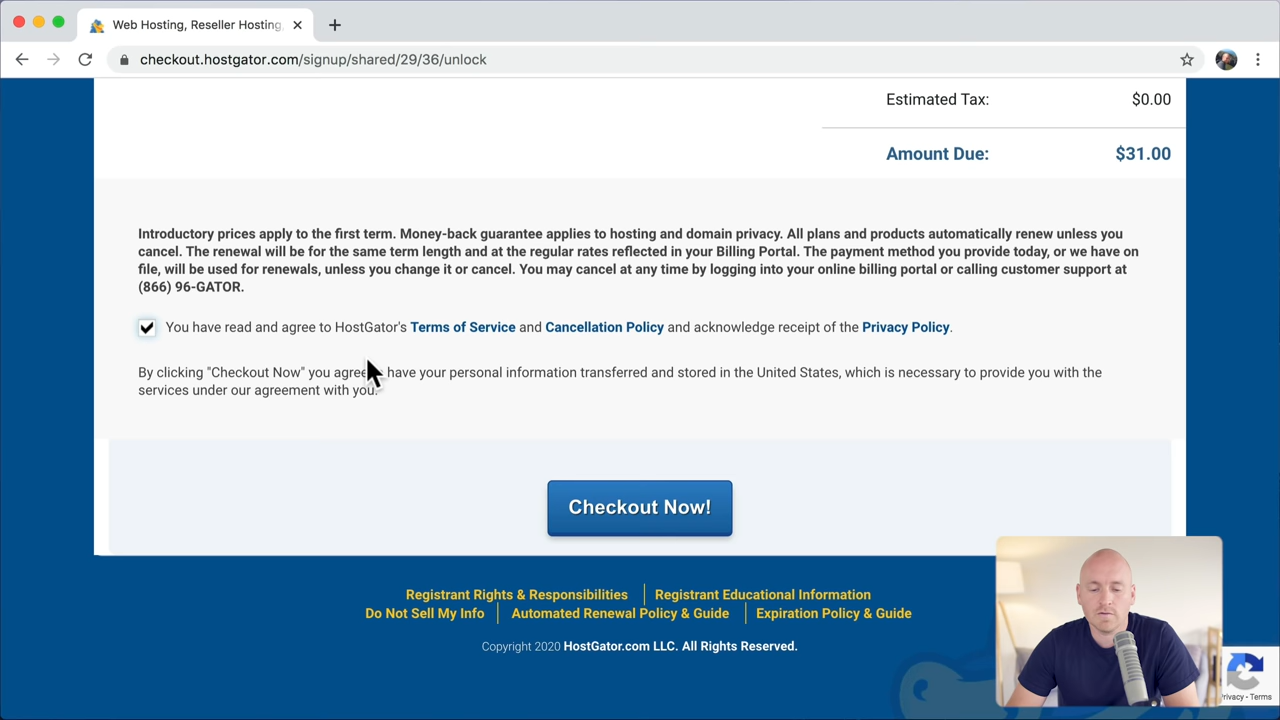 Web Hosting, Reseller Hosting,
checkout.hostgator.com/signup/shared/29/36/unlock
Estimated Tax: $0.00
Amount Due: $31.00
Introductory prices apply to the first term. Money-back guarantee applies to hosting and domain privacy. All plans and products automatically renew unless you
cancel. The renewal will be for the same term length and at the regular rates reflected in your Billing Portal. The payment method you provide today, or we have on
file, will be used for renewals, unless you change it or cancel. You may cancel at any time by logging into your online billing portal or calling customer support at
(866) 96-GATOR.
You have read and agree to HostGator's Terms of Service and Cancellation Policy and acknowledge receipt of the Privacy Policy.
By clicking "Checkout Now" you agree have your personal information transferred and stored in the United States, which is necessary to provide you with the
services under our agreement with you.
Checkout Now!
Registrant Rights & Responsibilities Registrant Educational Information
Do Not Sell My Info Automated Renewal Policy & Guide Expiration Policy & Guide
Copyright 2020 HostGator.com LLC. All Rights Reserved.
Terms